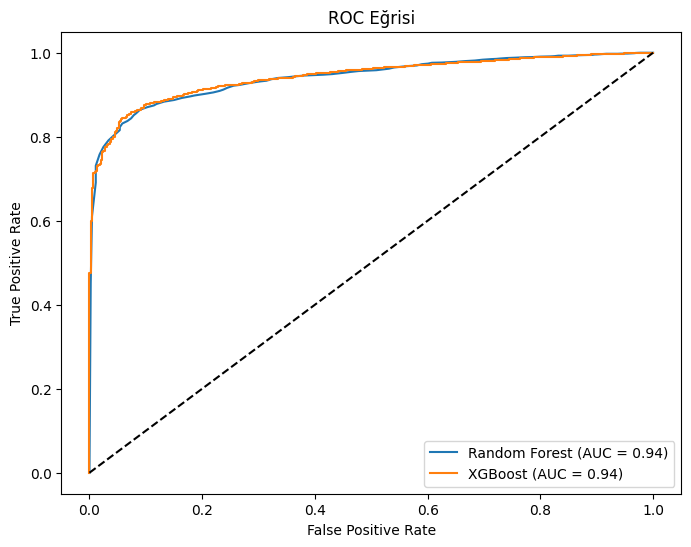 ROC Eğrisi
1.0
0.8
0.6
0.4
0.2
0.0
True Positive Rate
0.0 0.2 0.4 0.6 0.8 1.0
False Positive Rate
Random Forest (AUC = 0.94)
XGBoost (AUC = 0.94)